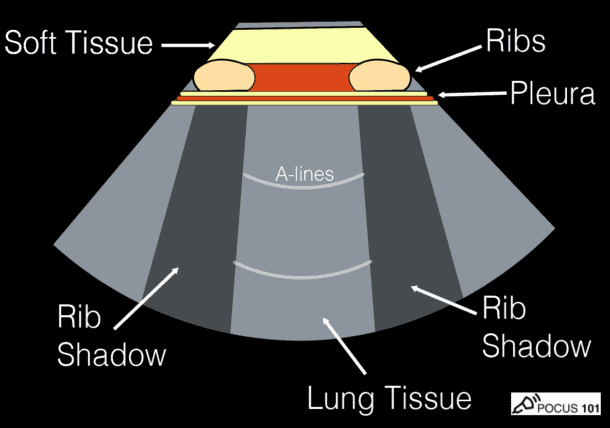 Soft Tissue
Ribs
Pleura
A-lines
Rib
Shadow
Rib
Shadow
Lung Tissue
POCUS 101